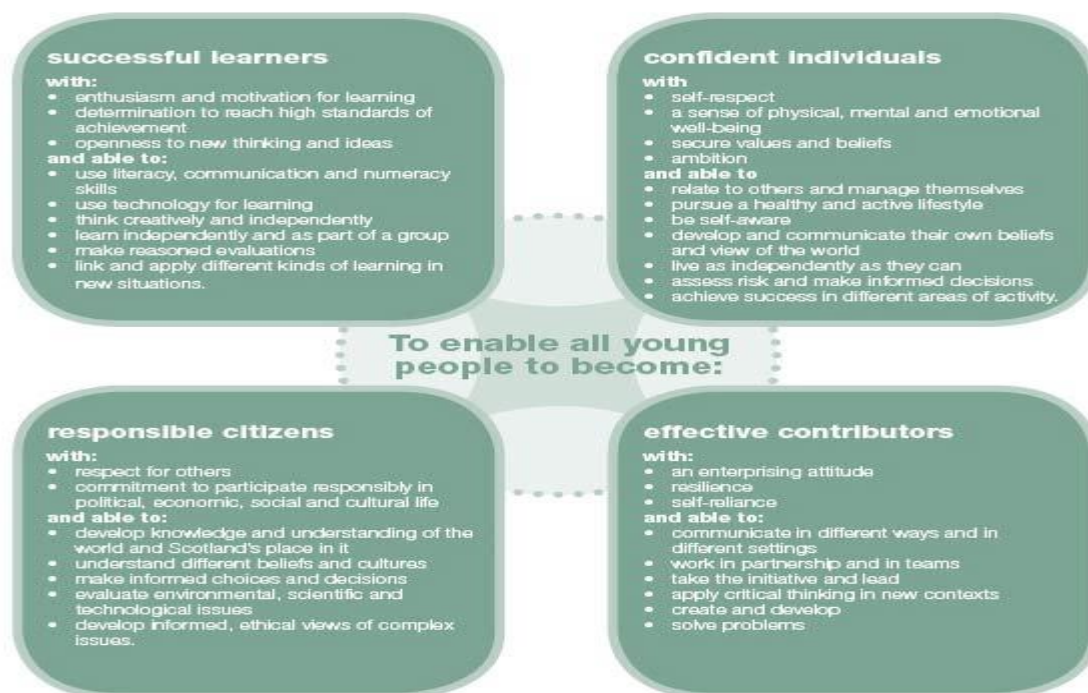 successful learners
with:
• enthusiasm and motivation for learning
• determination to reach high standards of
achievement
• openness to new thinking and ideas
and able to:
• use literacy, communication and numeracy
skills
• use technology for learning
• think creatively and independently
• learn independently and as part of a group
• make reasoned evaluations
• link and apply different kinds of learning in
new situations.
confident individuals
with
• self-respect
• a sense of physical, mental and emotional
well-being
• secure values and beliefs
• ambition
and able to
• relate to others and manage themselves
• pursue a healthy and active lifestyle
• be self-aware
• develop and communicate their own beliefs
and view of the world
• live as independently as they can
• assess risk and make informed decisions
• achieve success in different areas of activity.
To enable all young
people to become:
responsible citizens
with:
• respect for others
• commitment to participate responsibly in
political, economic, social and cultural life
and able to:
• develop knowledge and understanding of the
world and Scotland's place in it
• understand different beliefs and cultures
• make informed choices and decisions
• evaluate environmental, scientific and
technological issues
• develop informed, ethical views of complex
issues.
effective contributors
with:
• an enterprising attitude
• resilience
• self-reliance
and able to:
• communicate in different ways and in
different settings
• work in partnership and in teams
• take the initiative and lead
• apply critical thinking in new contexts
• create and develop
• solve problems